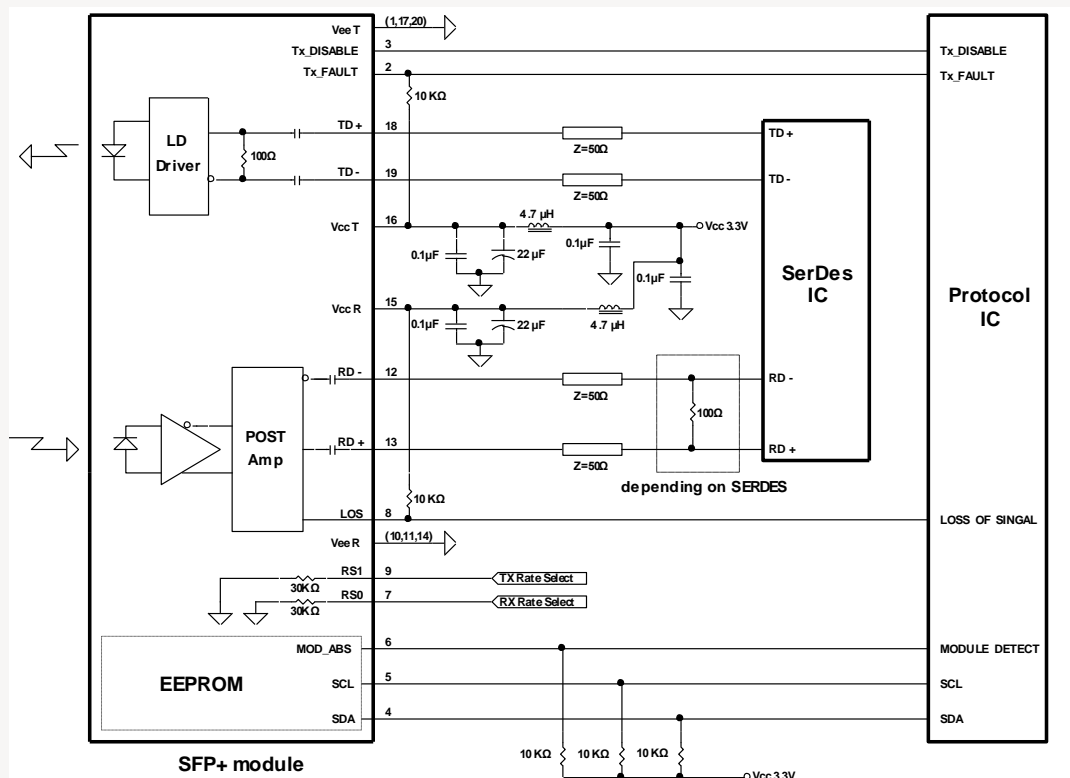 Vee T (1,17,20)
Tx_DISABLE 3 Tx_DISABLE
Tx_FAULT 2 Tx_FAULT
10 KΩ
LD
Driver
100Ω
TD + 18 Z=50Ω TD +
TD - 19 Z=50Ω TD -
Vcc T 16 4.7 µH Vcc 3.3V
0.1µF 22 µF 0.1µF
0.1µF
SerDes
IC
Protocol
IC
Vcc R 15
0.1µF 22 µF 4.7 µH
RD - 12 Z=50Ω RD -
100Ω
POST
Amp
RD + 13 Z=50Ω RD +
depending on SERDES
10 KΩ
LOS 8 LOSS OF SINGAL
Vee R (10,11,14)
RS1 9 TX Rate Select
30KΩ
RS0 7 RX Rate Select
30KΩ
MOD_ABS 6 MODULE DETECT
EEPROM
SCL 5 SCL
SDA 4 SDA
10 KΩ 10 KΩ 10 KΩ
Vcc 3.3V
SFP+ module